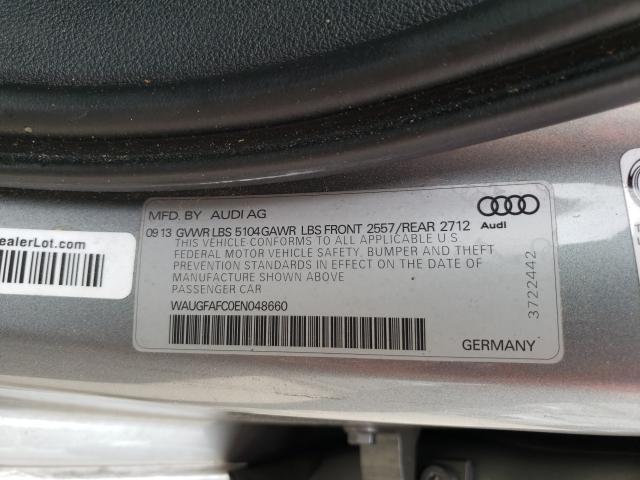 MFD. BY AUDI AG
Audi
09 13 GVWR LBS 5104 GAWR LBS FRONT 2557/REAR 2712
THIS VEHICLE CONFORMS TO ALL APPLICABLE U S
FEDERAL MOTOR VEHICLE SAFETY, BUMPER AND THEFT
PREVENTION STANDARDS IN EFFECT ON THE DATE OF
MANUFACTURE SHOWN ABOVE
PASSENGER CAR
WAUGFAFC0EN048660
GERMANY
3722442
ealerLot.com